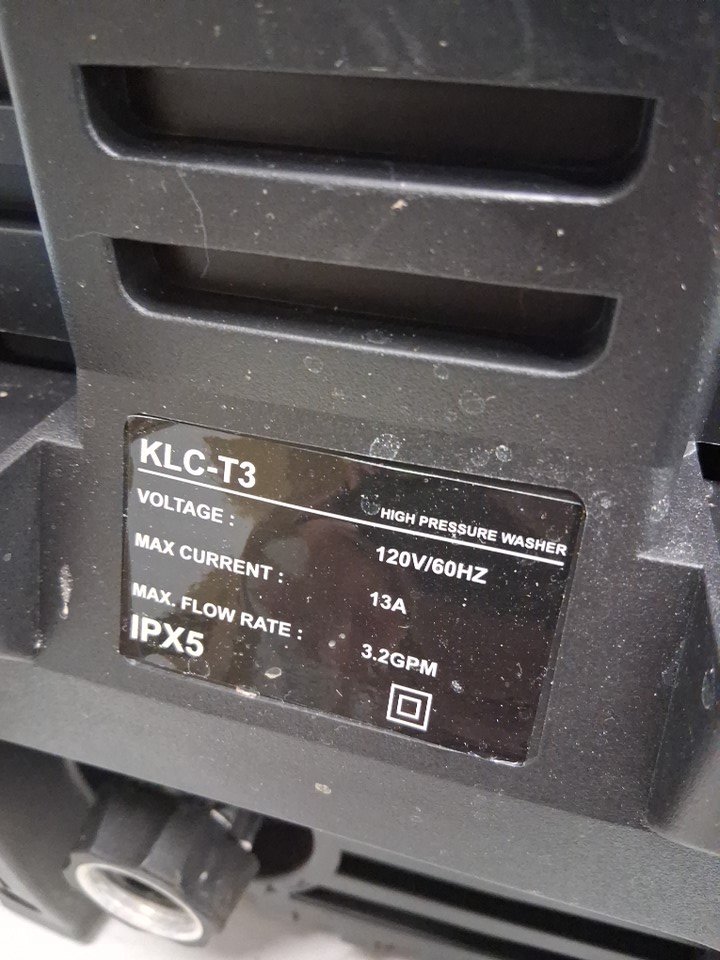 KLC-T3
HIGH PRESSURE WASHER
VOLTAGE : 120V/60HZ
MAX CURRENT : 13A
MAX. FLOW RATE : 3.2GPM
IPX5